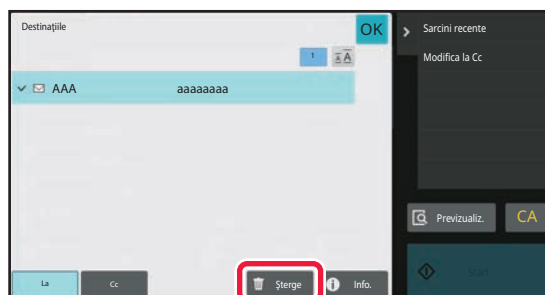 Destinațiile
OK
1
AAA aaaaaaaa
La
Cc
Șterge
Info.
Sarcini recente
Modifica la Cc
Previzualiz.
CA
Start